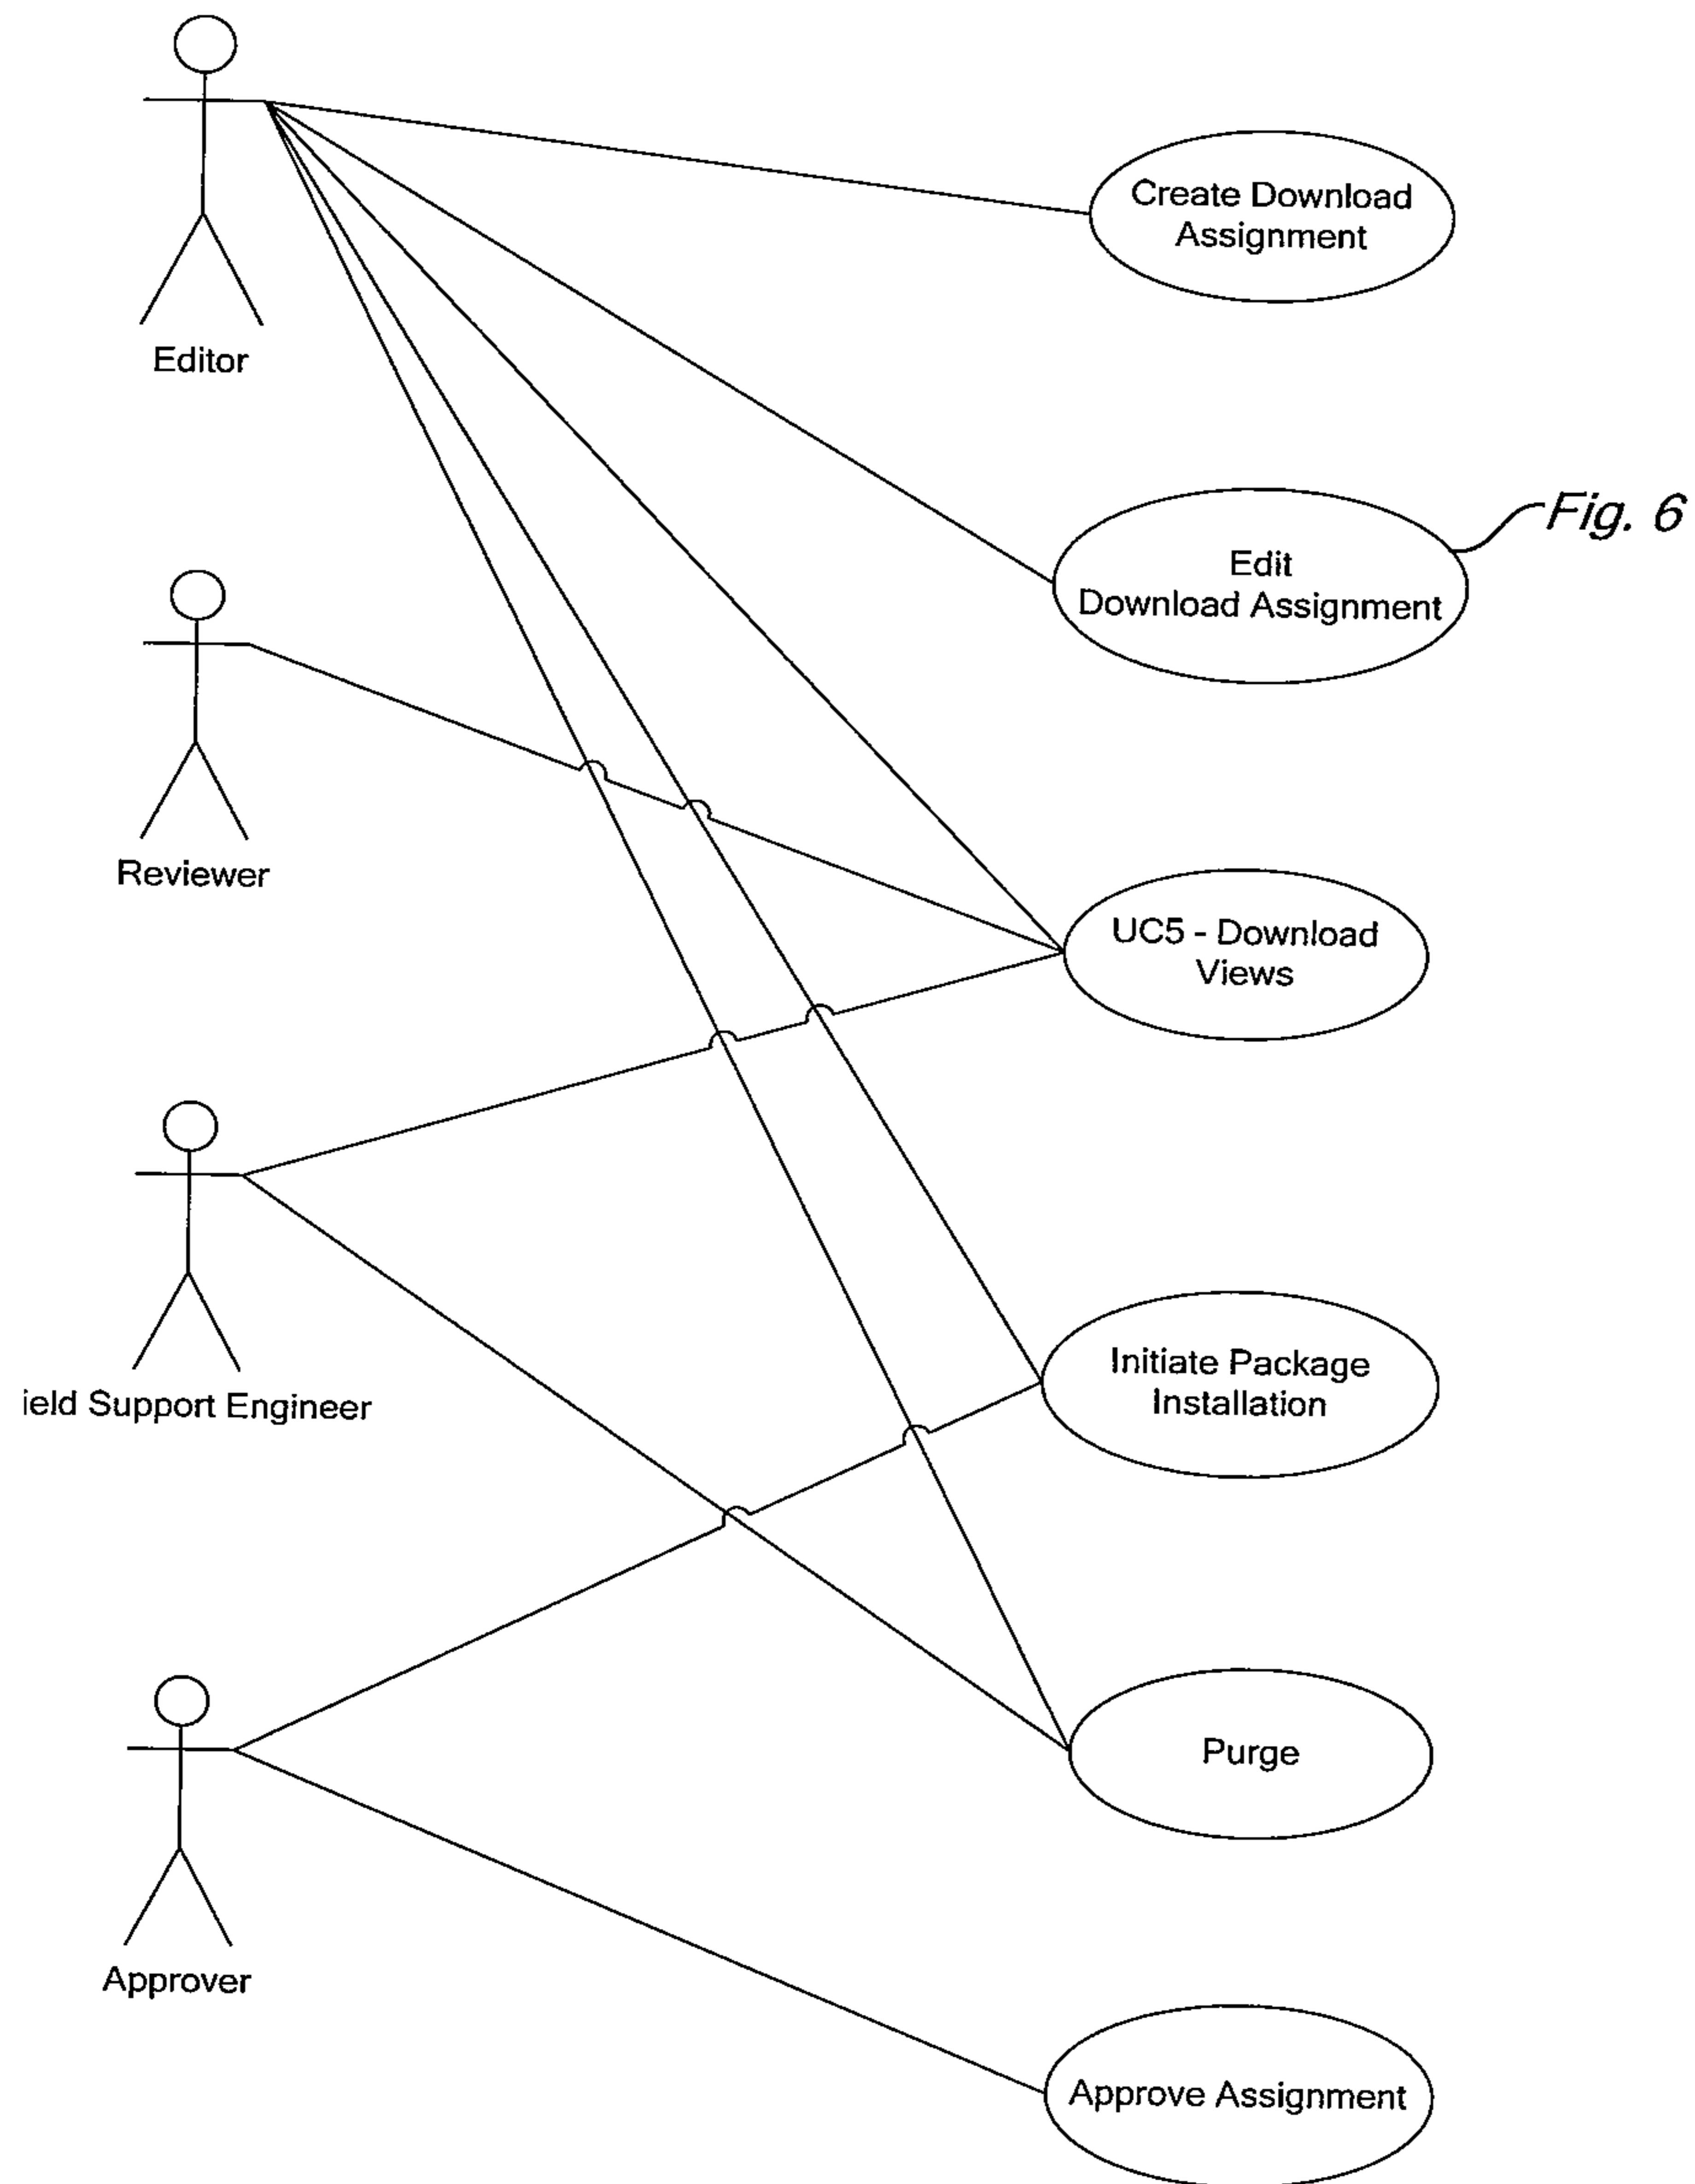 Create Download
Assignment
Editor
Fig. 6
Edit
Download Assignment
Reviewer
UC5 - Download
Views
ield Support Engineer
Initiate Package
Installation
Purge
Approver
Approve Assignment